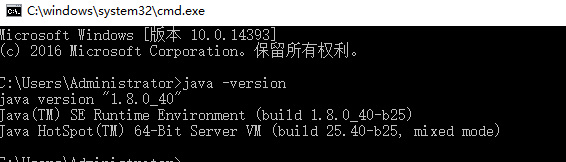 C:\windows\system32\cmd.exe
Microsoft Windows [版本 10.0.14393]
(c) 2016 Microsoft Corporation。保留所有权利。
C:\Users\Administrator>java -version
java version "1.8.0_40"
Java(TM) SE Runtime Environment (build 1.8.0_40-b25)
Java HotSpot(TM) 64-Bit Server VM (build 25.40-b25, mixed mode)
C:\Users\Administrator>